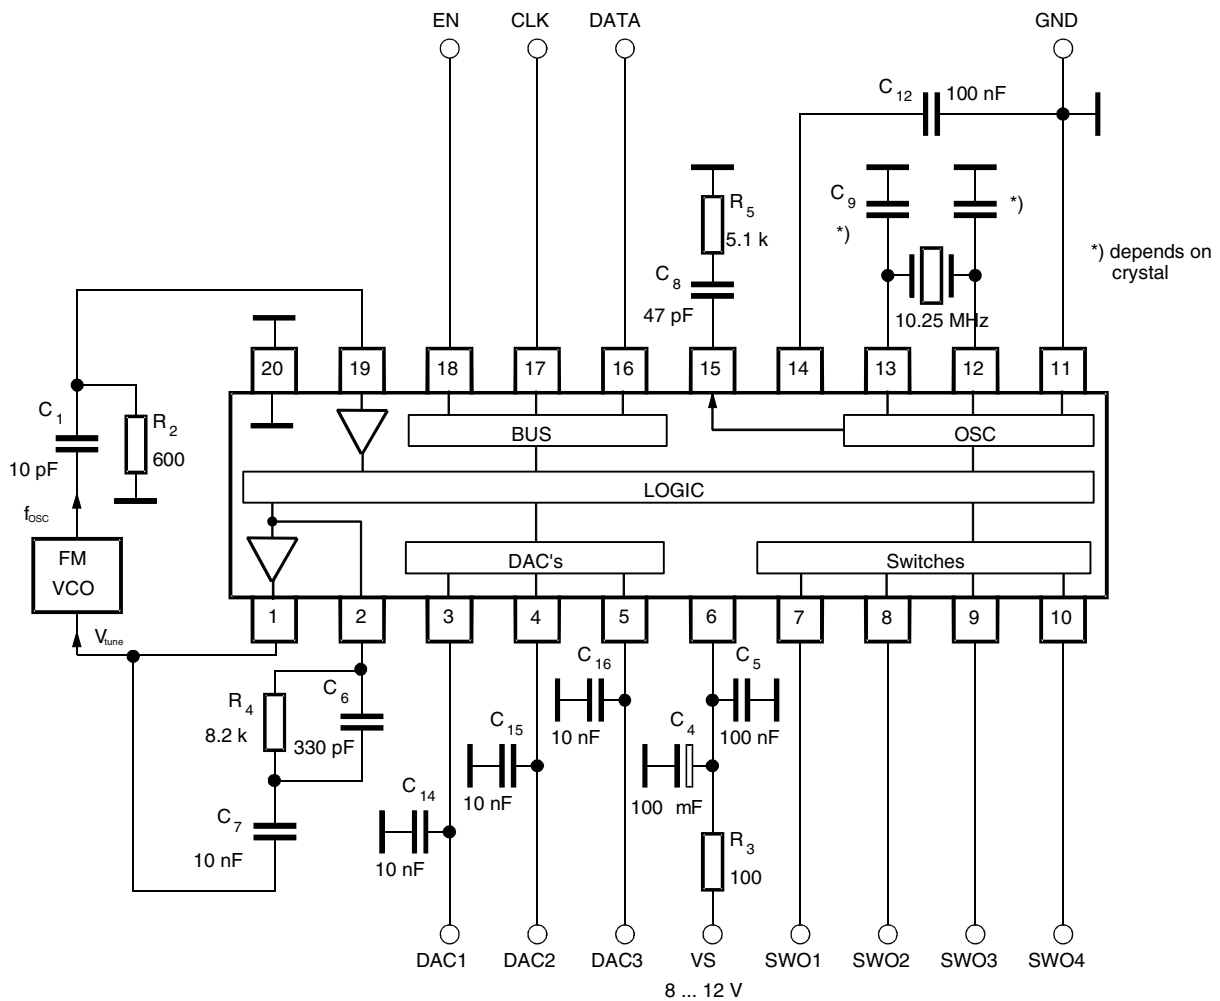 EN CLK DATA GND
C12 100 nF
C9 *) *)
R5 5.1 k
*) depends on
crystal
C8 47 pF
10.25 MHz
20 19 18 17 16 15 14 13 12 11
C1 10 pF
R2 600
BUS OSC
LOGIC
fOSC
FM
VCO
DAC's Switches
1 2 3 4 5 6 7 8 9 10
Vtune
C16 10 nF
C5 100 nF
R4 8.2 k
C6 330 pF
C15 10 nF
C4 100 mF
C14 10 nF
C7 10 nF
R3 100
DAC1 DAC2 DAC3 VS SWO1 SWO2 SWO3 SWO4
8 ... 12 V